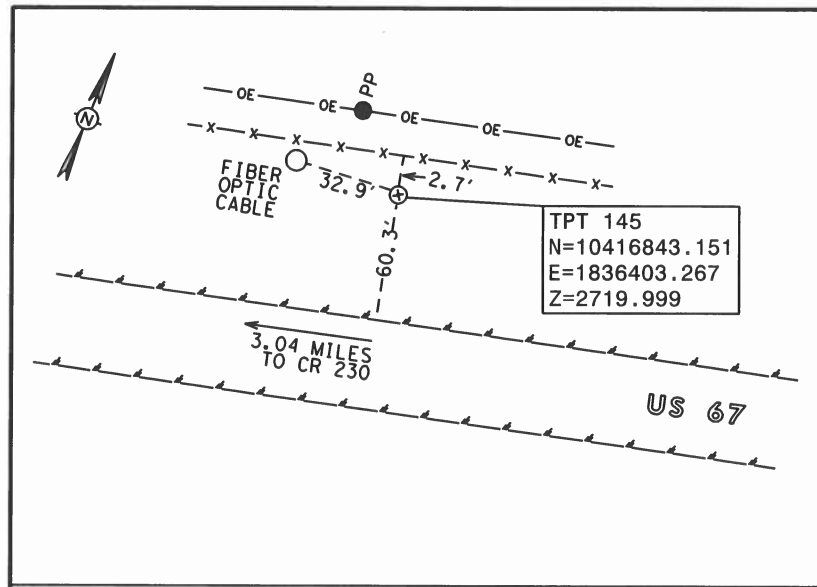 PP
OE OE OE OE OE
x x x x x x x x x x
N
FIBER
OPTIC
CABLE
32.9'
2.7'
TPT 145
N=10416843.151
E=1836403.267
Z=2719.999
60.3'
3.04 MILES
TO CR 230
US 67